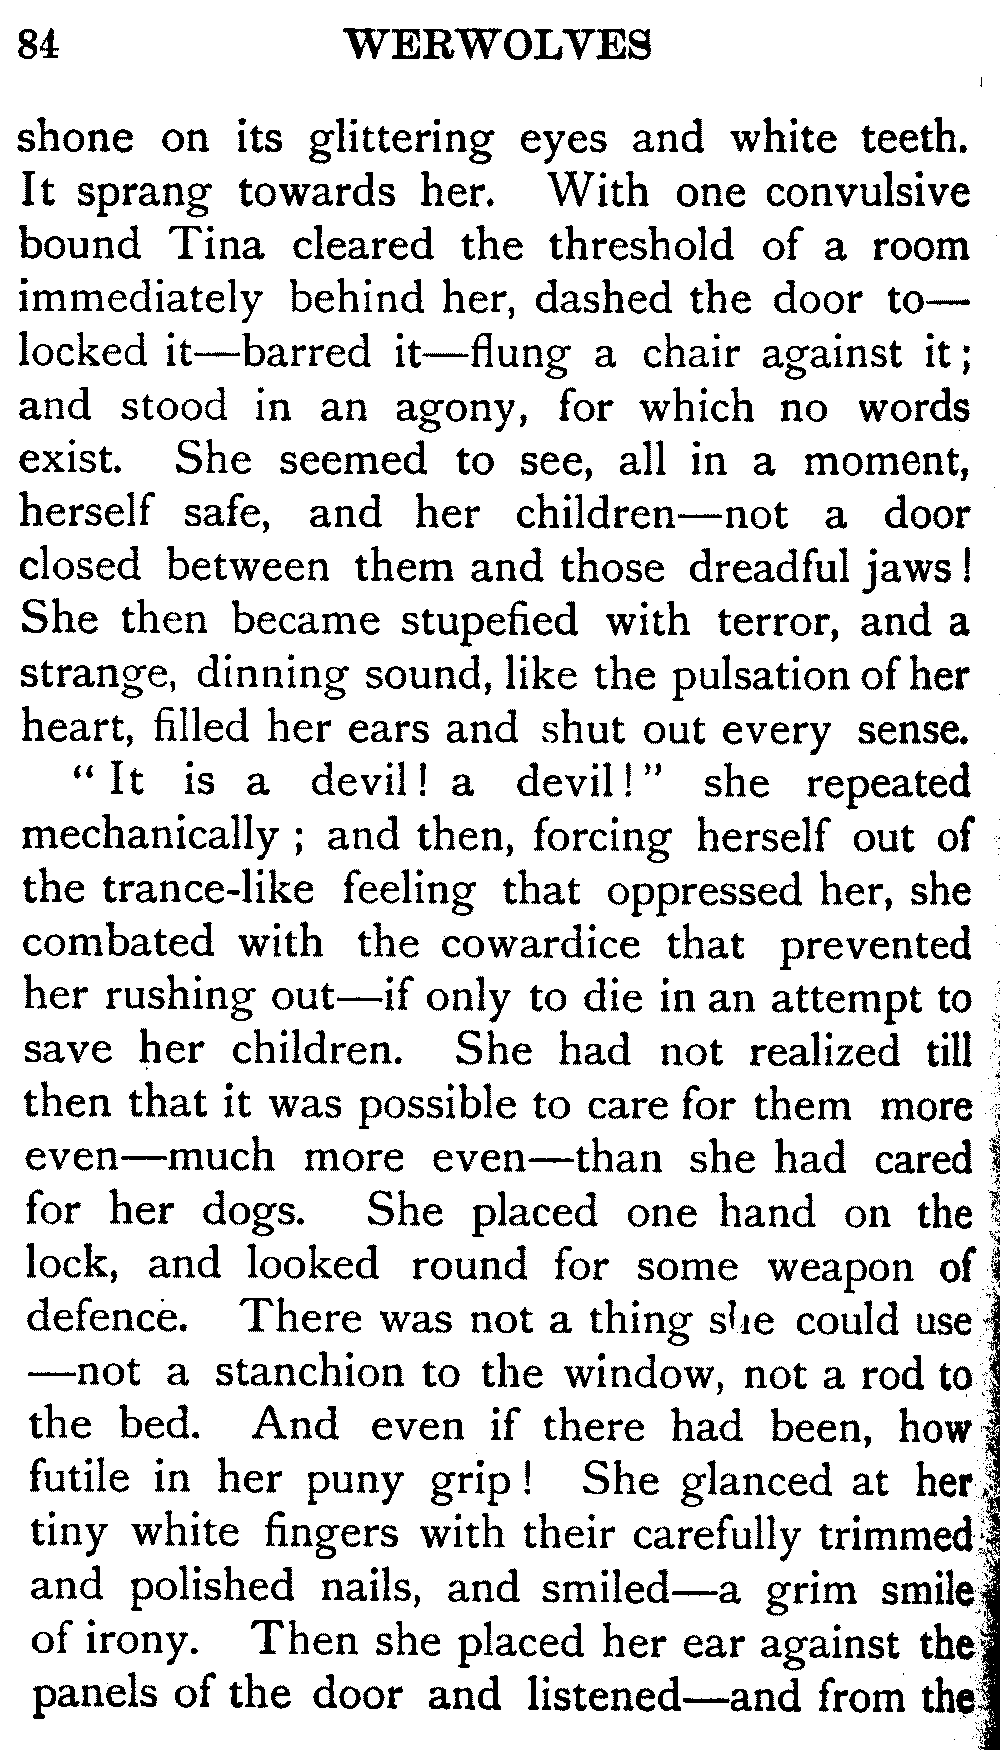 84 WERWOLVES
shone on its glittering eyes and white teeth.
It sprang towards her. With one convulsive
bound Tina cleared the threshold of a room
immediately behind her, dashed the door to—
locked it—barred it—flung a chair against it;
and stood in an agony, for which no words
exist. She seemed to see, all in a moment,
herself safe, and her children—not a door
closed between them and those dreadful jaws!
She then became stupefied with terror, and a
strange, dinning sound, like the pulsation of her
heart, filled her ears and shut out every sense.
"It is a devil! a devil!" she repeated
mechanically; and then, forcing herself out of
the trance-like feeling that oppressed her, she
combated with the cowardice that prevented
her rushing out—if only to die in an attempt to
save her children. She had not realized till
then that it was possible to care for them more
even—much more even—than she had cared
for her dogs. She placed one hand on the
lock, and looked round for some weapon of
defence. There was not a thing she could use
—not a stanchion to the window, not a rod to
the bed. And even if there had been, how
futile in her puny grip! She glanced at her
tiny white fingers with their carefully trimmed
and polished nails, and smiled—a grim smile
of irony. Then she placed her ear against the
panels of the door and listened—and from the